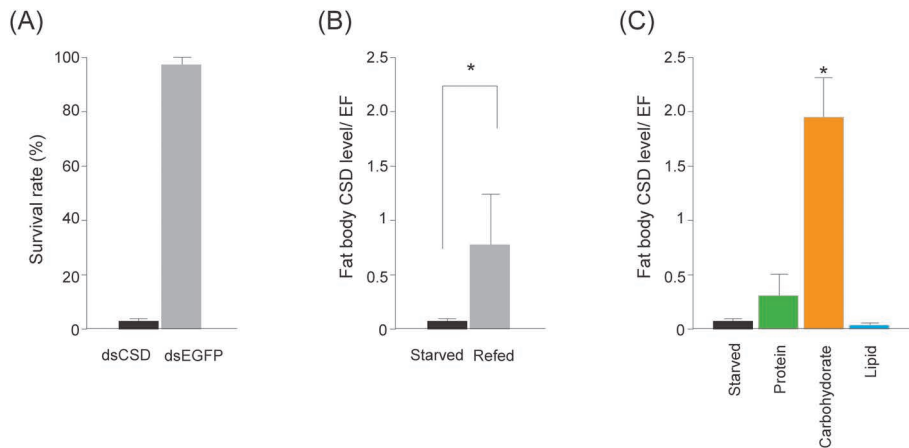 (A)
Survival rate (%)
100
80
60
40
20
0
dsCSD dsEGFP
(B)
Fat body CSD level/ EF
2.5
2.0
1.5
1
0.5
0
*
Starved Refed
(C)
Fat body CSD level/ EF
2.5
2.0
1.5
1
0.5
0
*
Starved
Protein
Carbohydorate
Lipid